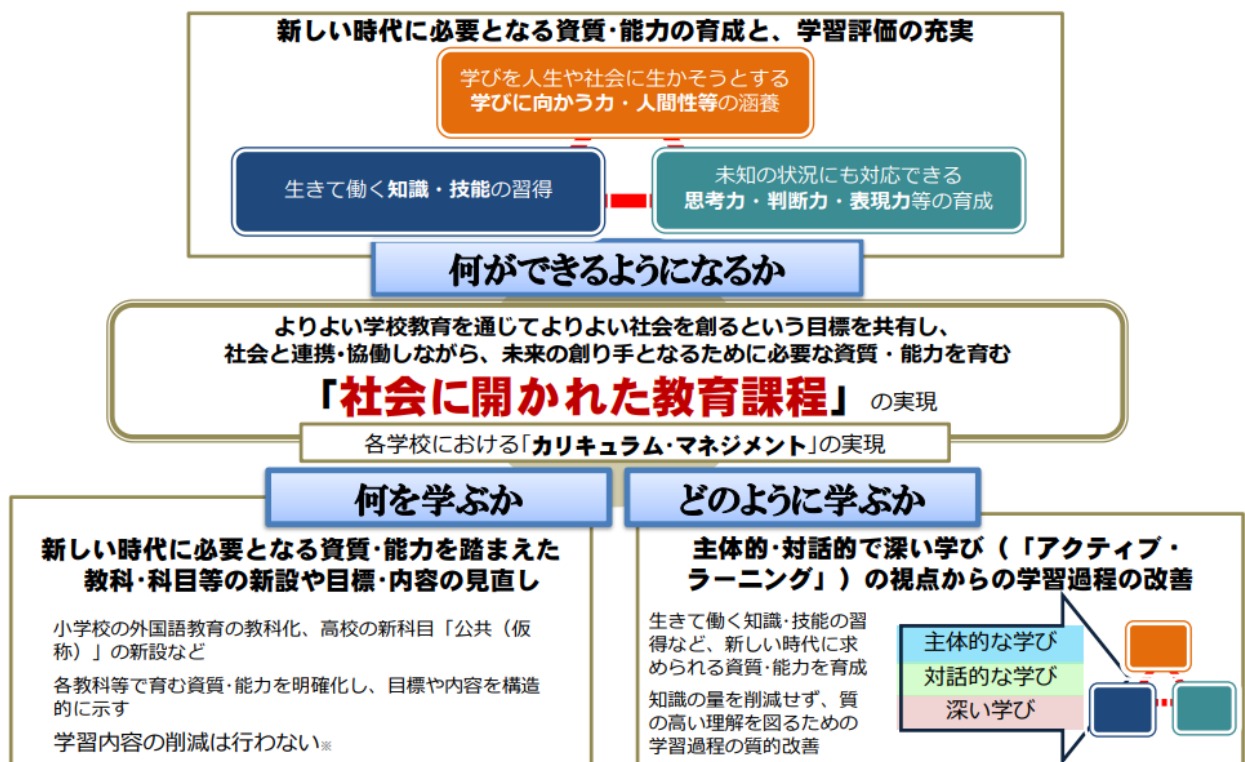 新しい時代に必要となる資質･能力の育成と、学習評価の充実
学びを人生や社会に生かそうとする
学びに向かう力・人間性等の涵養
生きて働く知識・技能の習得
未知の状況にも対応できる
思考力・判断力・表現力等の育成
何ができるようになるか
よりよい学校教育を通じてよりよい社会を創るという目標を共有し、
社会と連携･協働しながら、未来の創り手となるために必要な資質・能力を育む
「社会に開かれた教育課程」の実現
各学校における｢カリキュラム･マネジメント｣の実現
何を学ぶか
新しい時代に必要となる資質･能力を踏まえた
教科･科目等の新設や目標･内容の見直し
小学校の外国語教育の教科化、高校の新科目「公共（仮
称）」の新設など
各教科等で育む資質･能力を明確化し、目標や内容を構造
的に示す
学習内容の削減は行わない※
どのように学ぶか
主体的･対話的で深い学び（「アクティブ・
ラーニング」）の視点からの学習過程の改善
生きて働く知識･技能の習
得など、新しい時代に求
められる資質･能力を育成
知識の量を削減せず、質
の高い理解を図るための
学習過程の質的改善
主体的な学び
対話的な学び
深い学び